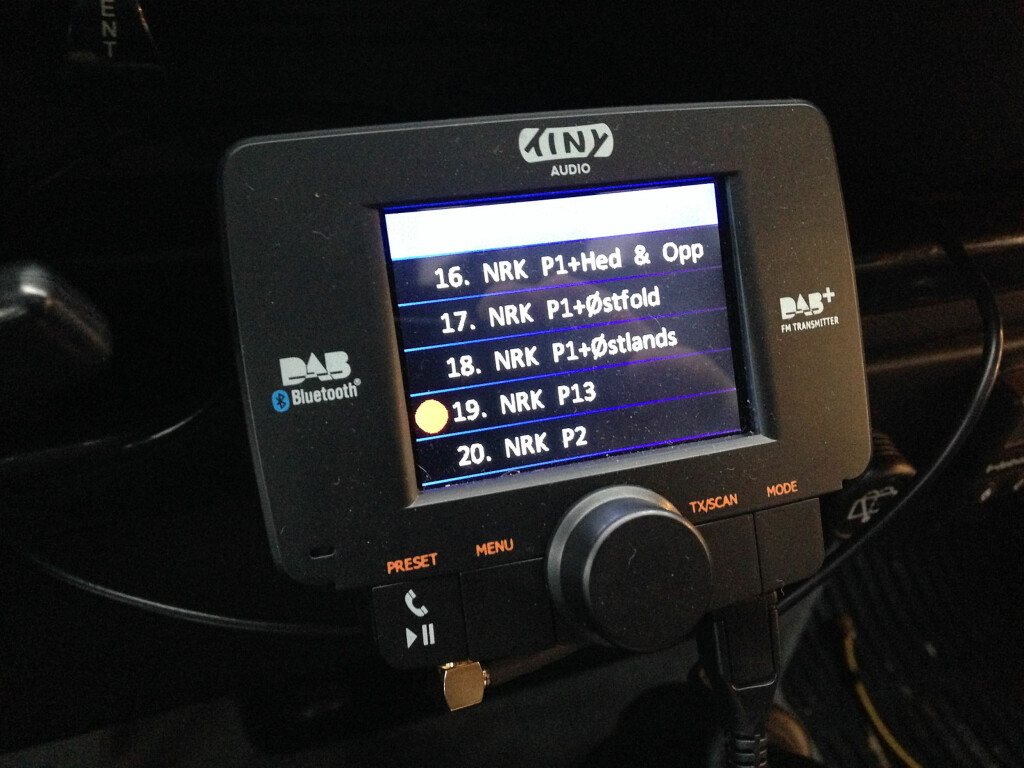 ENT
TINY
AUDIO
16. NRK P1+Hed & Opp
17. NRK P1+Østfold
18. NRK P1+Østlands
19. NRK P13
20. NRK P2
DAB
Bluetooth®
DAB+
FM TRANSMITTER
PRESET
MENU
TX/SCAN
MODE